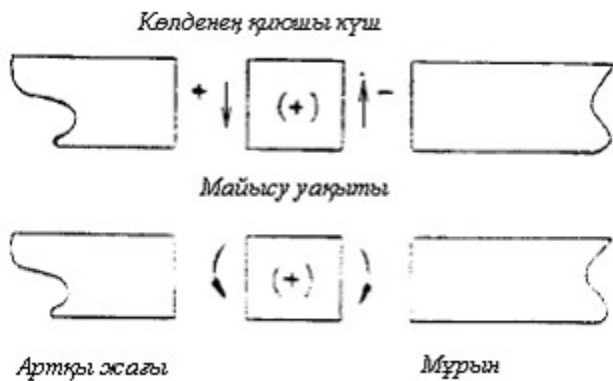 Көлденең қиюшы күш
+ (+) -
Майысу уақыты
(+)
Артқы жағы Мұрын